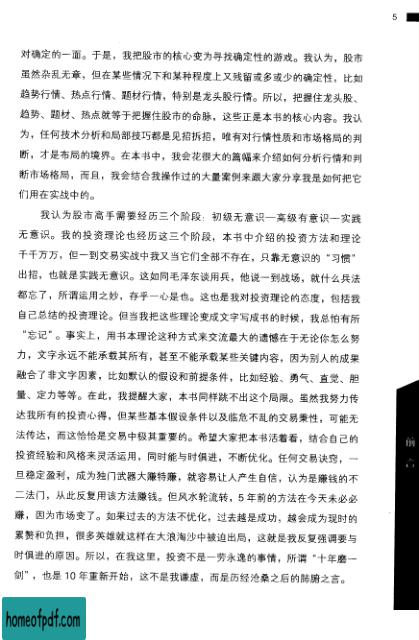 5
对确定的一面。于是，我把股市的核心变为寻找确定性的游戏。我认为，股市
虽然杂乱无章，但在某些情况下和某种程度上又残留或多或少的确定性，比如
趋势行情、热点行情、题材行情，特别是龙头股行情。所以，把握住龙头股、
趋势、题材、热点就等于把握住股市的命脉，这些正是本书的核心内容。我认
为，任何技术分析和局部技巧都是见招拆招，唯有对行情性质和市场格局的判
断，才是布局的境界。在本书中，我会花很大的篇幅来介绍如何分析行情和判
断市场格局，而且，我会结合我操作过的大量案例来跟大家分享我是如何把它
们用在实战中的。
我认为股市高手需要经历三个阶段：初级无意识—高级有意识—实践
无意识。我的投资理论也经历这三个阶段，本书中介绍的投资方法和理论
千千万万，但一到交易实战中我又当它们全部不存在，只靠无意识的“习惯”
出招，也就是实践无意识。这如同毛泽东谈用兵，他说一到战场，就什么兵法
都忘了，所谓运用之妙，存乎一心是也。这也是我对投资理论的态度，包括我
自己总结的投资理论。但当我把这些理论变成文字写成书的时候，我总怕有所
“忘记”。事实上，用书本理论这种方式来交流最大的遗憾在于无论你怎么努
力，文字永远不能承载其所有，甚至不能承载某些关键内容，因为别人的成果
融合了非文字因素，比如默认的假设和前提条件，比如经验、勇气、直觉、胆
量、定力等等。在此，我提醒大家，本书同样跳不出这个局限。虽然我努力传
达我所有的投资心得，但某些基本假设条件以及临危不乱的交易秉性，可能无
法传达，而这恰恰是交易中极其重要的。希望大家把本书活着看，结合自己的
投资经验和风格来灵活运用，同时能与时俱进，不断优化。任何交易诀窍，一
旦稳定盈利，成为独门武器大赚特赚，就容易让人产生自信，认为是赚钱的不
二法门，从此反复用该方法赚钱。但风水轮流转，5 年前的方法在今天未必必
赚，因为市场变了。如果过去的方法不优化，过去越是成功，越会成为现时的
累赘和负担，很多英雄就这样在大浪淘沙中被迫出局，这就是我反复强调要与
时俱进的原因。所以，在我这里，投资不是一劳永逸的事情，所谓“十年磨一
剑”，也是 10 年重新开始，这不是我谦虚，而是历经沧桑之后的肺腑之言。
前言
homeofpdf.com